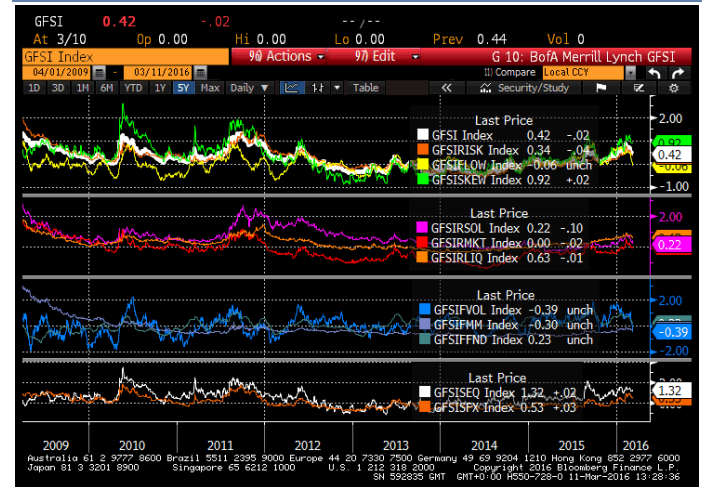 GFSI 0.42 -.02 -- /--
At 3/10 Op 0.00 Hi 0.00 Lo 0.00 Prev 0.44 Vol 0
GFSI Index 96) Actions 97) Edit G 10: BofA Merrill Lynch GFSI
04/01/2009 - 03/11/2016 11) Compare Local CCY
1D 3D 1M 6M YTD 1Y 5Y Max Daily Table « Security/Study
Last Price
GFSI Index 0.42 -.02
GFSIRISK Index 0.34 -.04
GFSIFLOW Index -0.06 unch
GFSISKEW Index 0.92 +.02
2.00
0.92
0.42
-0.06
-1.00
Last Price
GFSIRSOL Index 0.22 -.10
GFSIRMKT Index 0.00 -.02
GFSIRLIQ Index 0.63 -.01
2.00
0.22
Last Price
GFSIFVOL Index -0.39 unch
GFSIFMM Index -0.30 unch
GFSIFFND Index 0.23 unch
2.00
-0.39
-2.00
Last Price
GFSISEQ Index 1.32 +.02
GFSISFX Index 0.53 +.03
1.32
2009 2010 2011 2012 2013 2014 2015 2016
Australia 61 2 9777 8600 Brazil 5511 2395 9000 Europe 44 20 7330 7500 Germany 49 69 9204 1210 Hong Kong 852 2977 6000
Japan 81 3 3201 8900 Singapore 65 6212 1000 U.S. 1 212 318 2000 Copyright 2016 Bloomberg Finance L.P.
SN 592835 GMT GMT+0:00 H550-728-0 11-Mar-2016 13:28:36